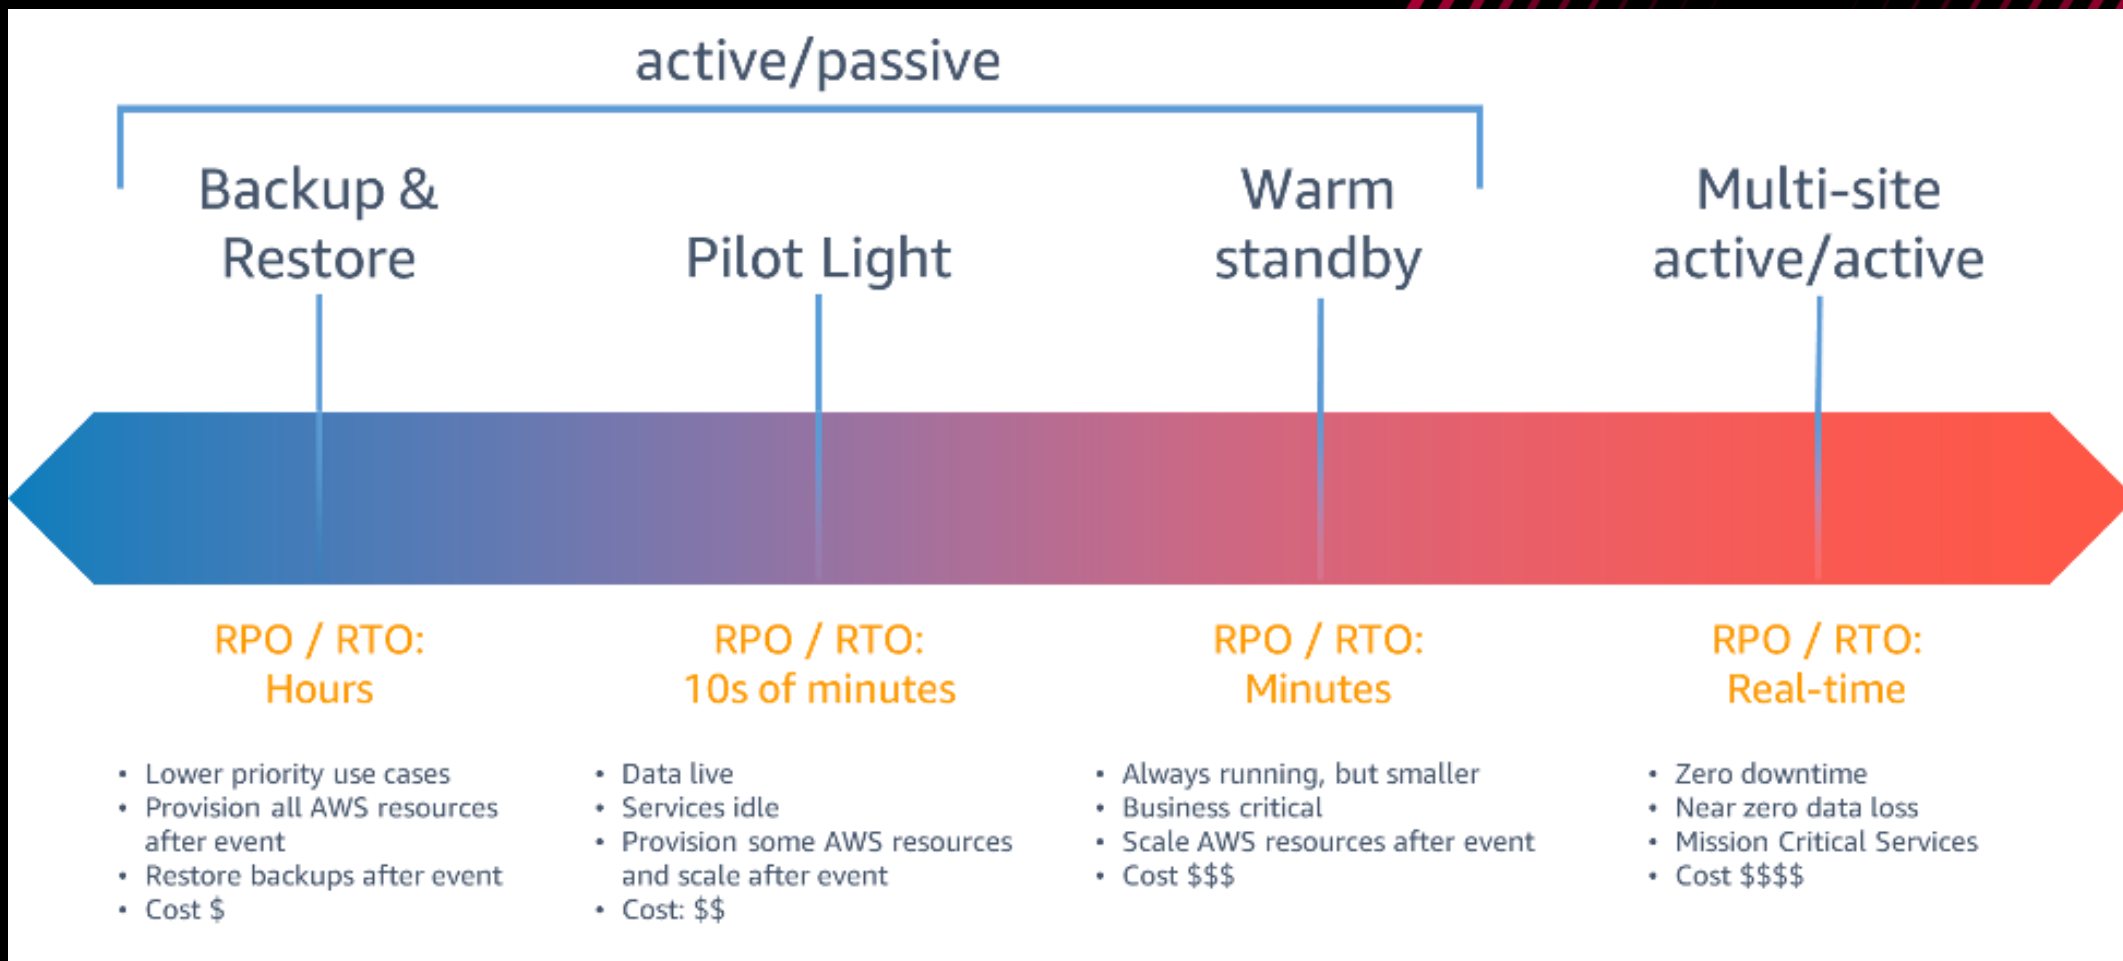 active/passive
Backup &
Restore
Pilot Light
Warm
standby
Multi-site
active/active
RPO / RTO:
Hours
RPO / RTO:
10s of minutes
RPO / RTO:
Minutes
RPO / RTO:
Real-time
• Lower priority use cases
• Provision all AWS resources
after event
• Restore backups after event
• Cost $
• Data live
• Services idle
• Provision some AWS resources
and scale after event
• Cost: $$
• Always running, but smaller
• Business critical
• Scale AWS resources after event
• Cost $$$
• Zero downtime
• Near zero data loss
• Mission Critical Services
• Cost $$$$